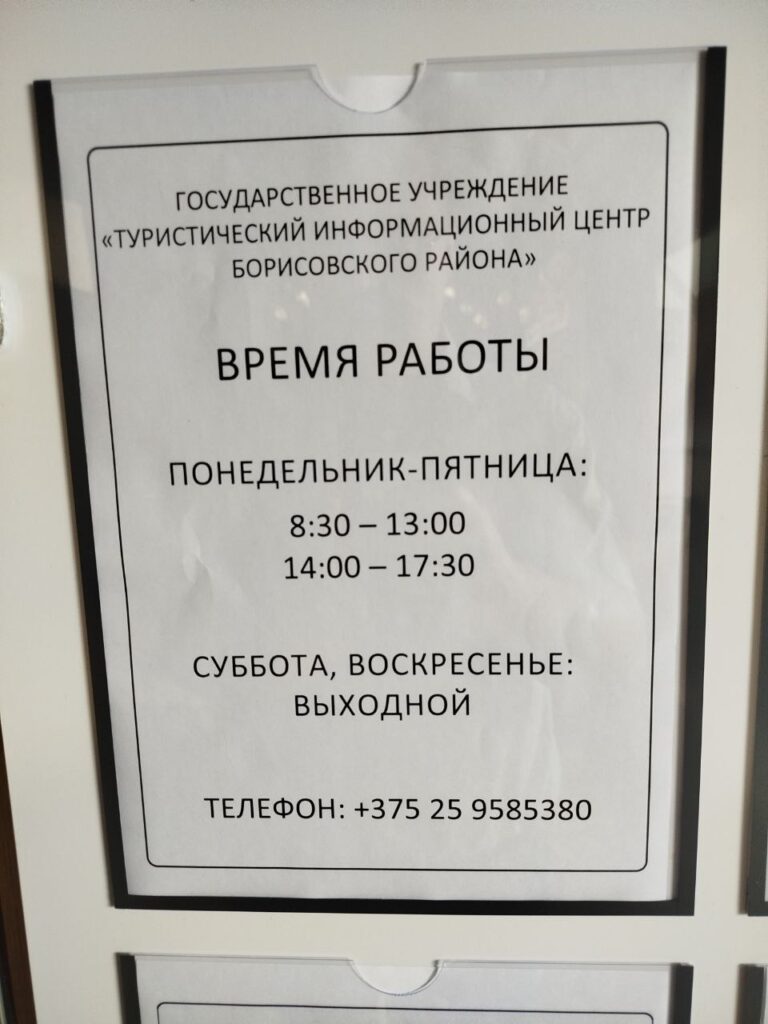 ГОСУДАРСТВЕННОЕ УЧРЕЖДЕНИЕ
«ТУРИСТИЧЕСКИЙ ИНФОРМАЦИОННЫЙ ЦЕНТР
БОРИСОВСКОГО РАЙОНА»
ВРЕМЯ РАБОТЫ
ПОНЕДЕЛЬНИК-ПЯТНИЦА:
8:30 – 13:00
14:00 – 17:30
СУББОТА, ВОСКРЕСЕНЬЕ:
ВЫХОДНОЙ
ТЕЛЕФОН: +375 25 9585380